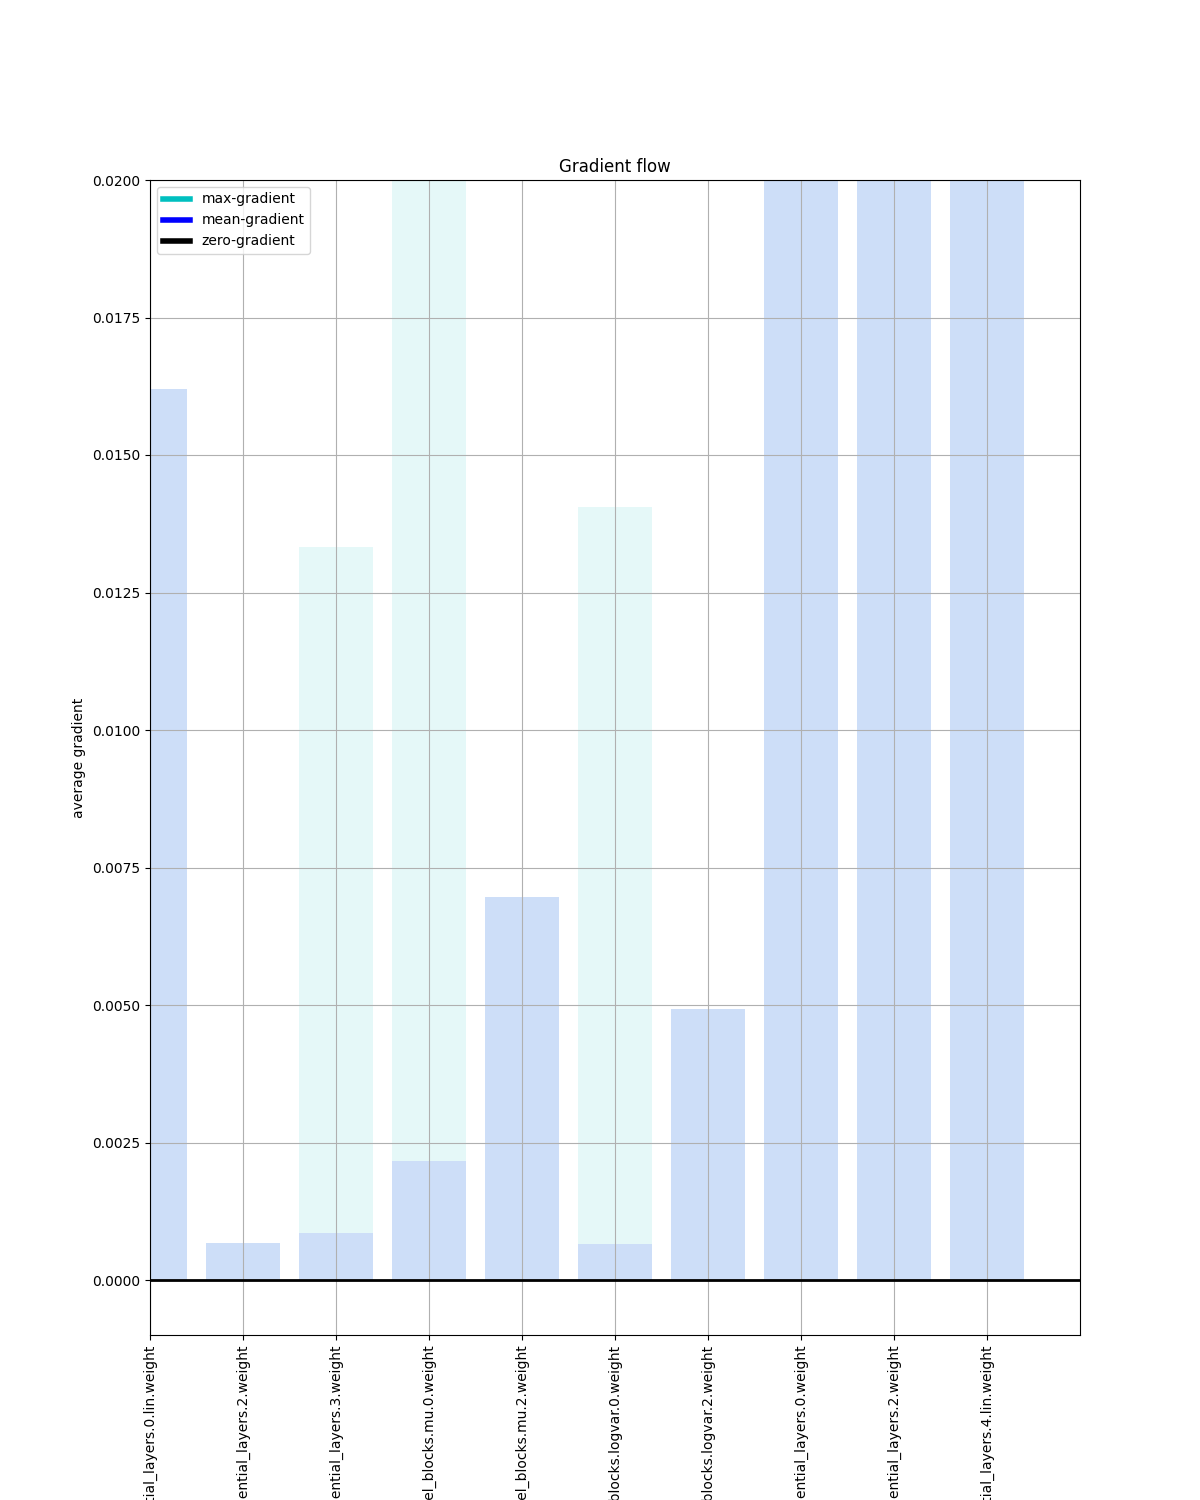 Gradient flow
max-gradient
mean-gradient
zero-gradient
0.0200
0.0175
0.0150
0.0125
0.0100
0.0075
0.0050
0.0025
0.0000
average gradient
tial_layers.0.lin.weight
ential_layers.2.weight
ential_layers.3.weight
el_blocks.mu.0.weight
el_blocks.mu.2.weight
blocks.logvar.0.weight
blocks.logvar.2.weight
ential_layers.0.weight
ential_layers.2.weight
tial_layers.4.lin.weight